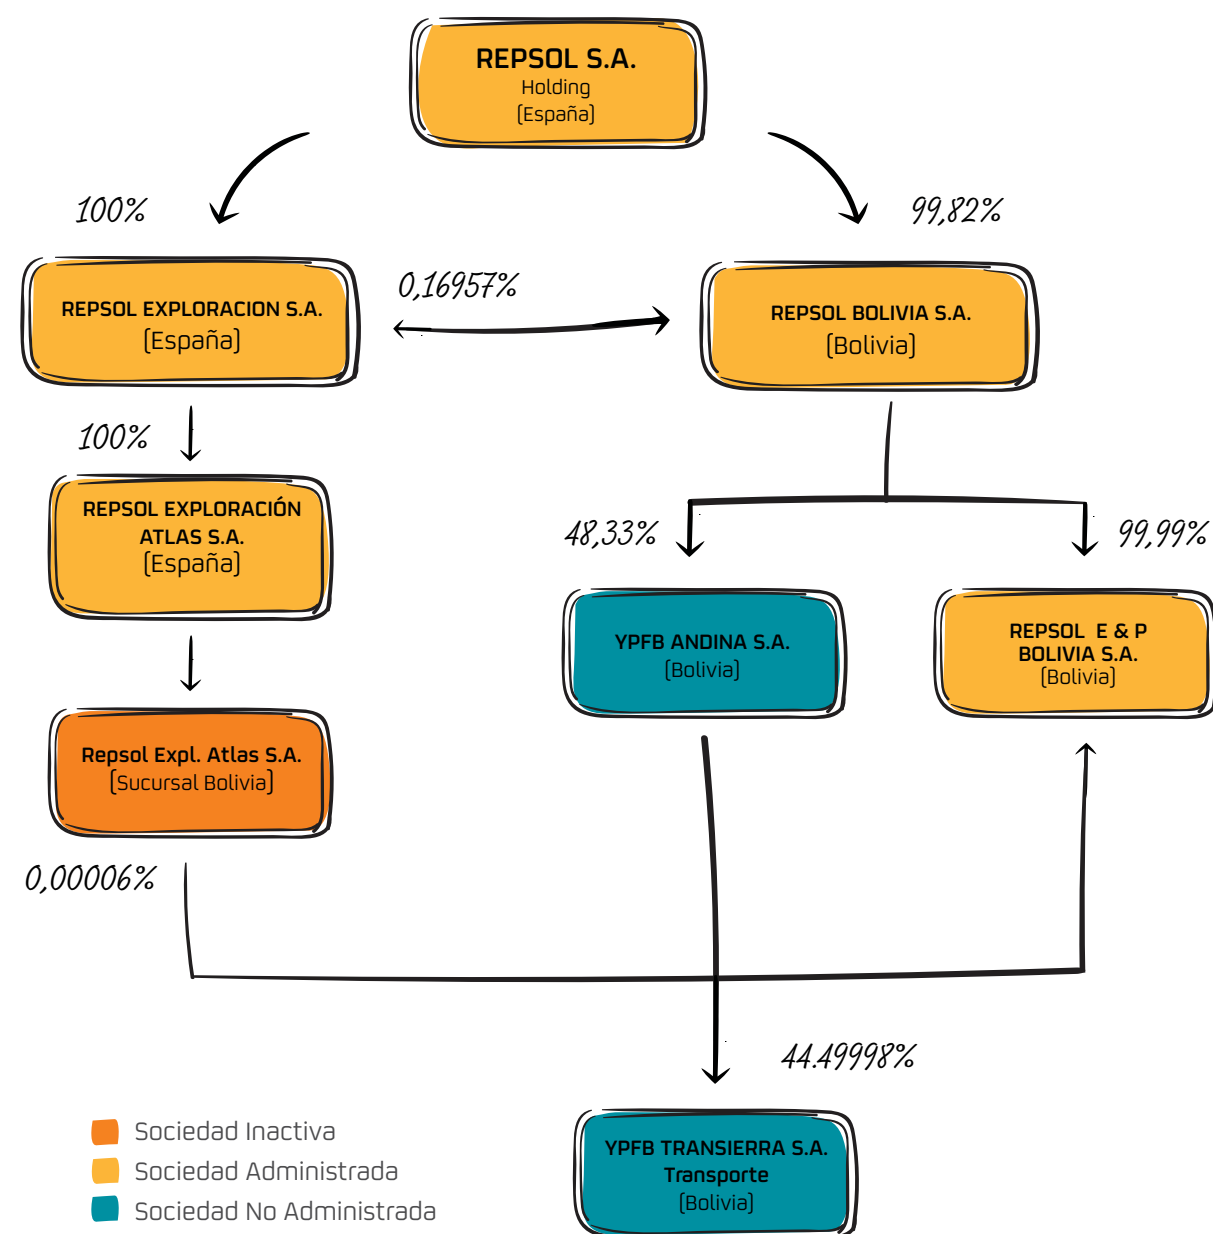 REPSOL S.A.
Holding
(España)
100%
99,82%
REPSOL EXPLORACION S.A.
(España)
0,16957%
REPSOL BOLIVIA S.A.
(Bolivia)
100%
REPSOL EXPLORACIÓN
ATLAS S.A.
(España)
48,33%
99,99%
YPFB ANDINA S.A.
(Bolivia)
REPSOL E & P
BOLIVIA S.A.
(Bolivia)
Repsol Expl. Atlas S.A.
(Sucursal Bolivia)
0,00006%
44.49998%
YPFB TRANSIERRA S.A.
Transporte
(Bolivia)
Sociedad Inactiva
Sociedad Administrada
Sociedad No Administrada